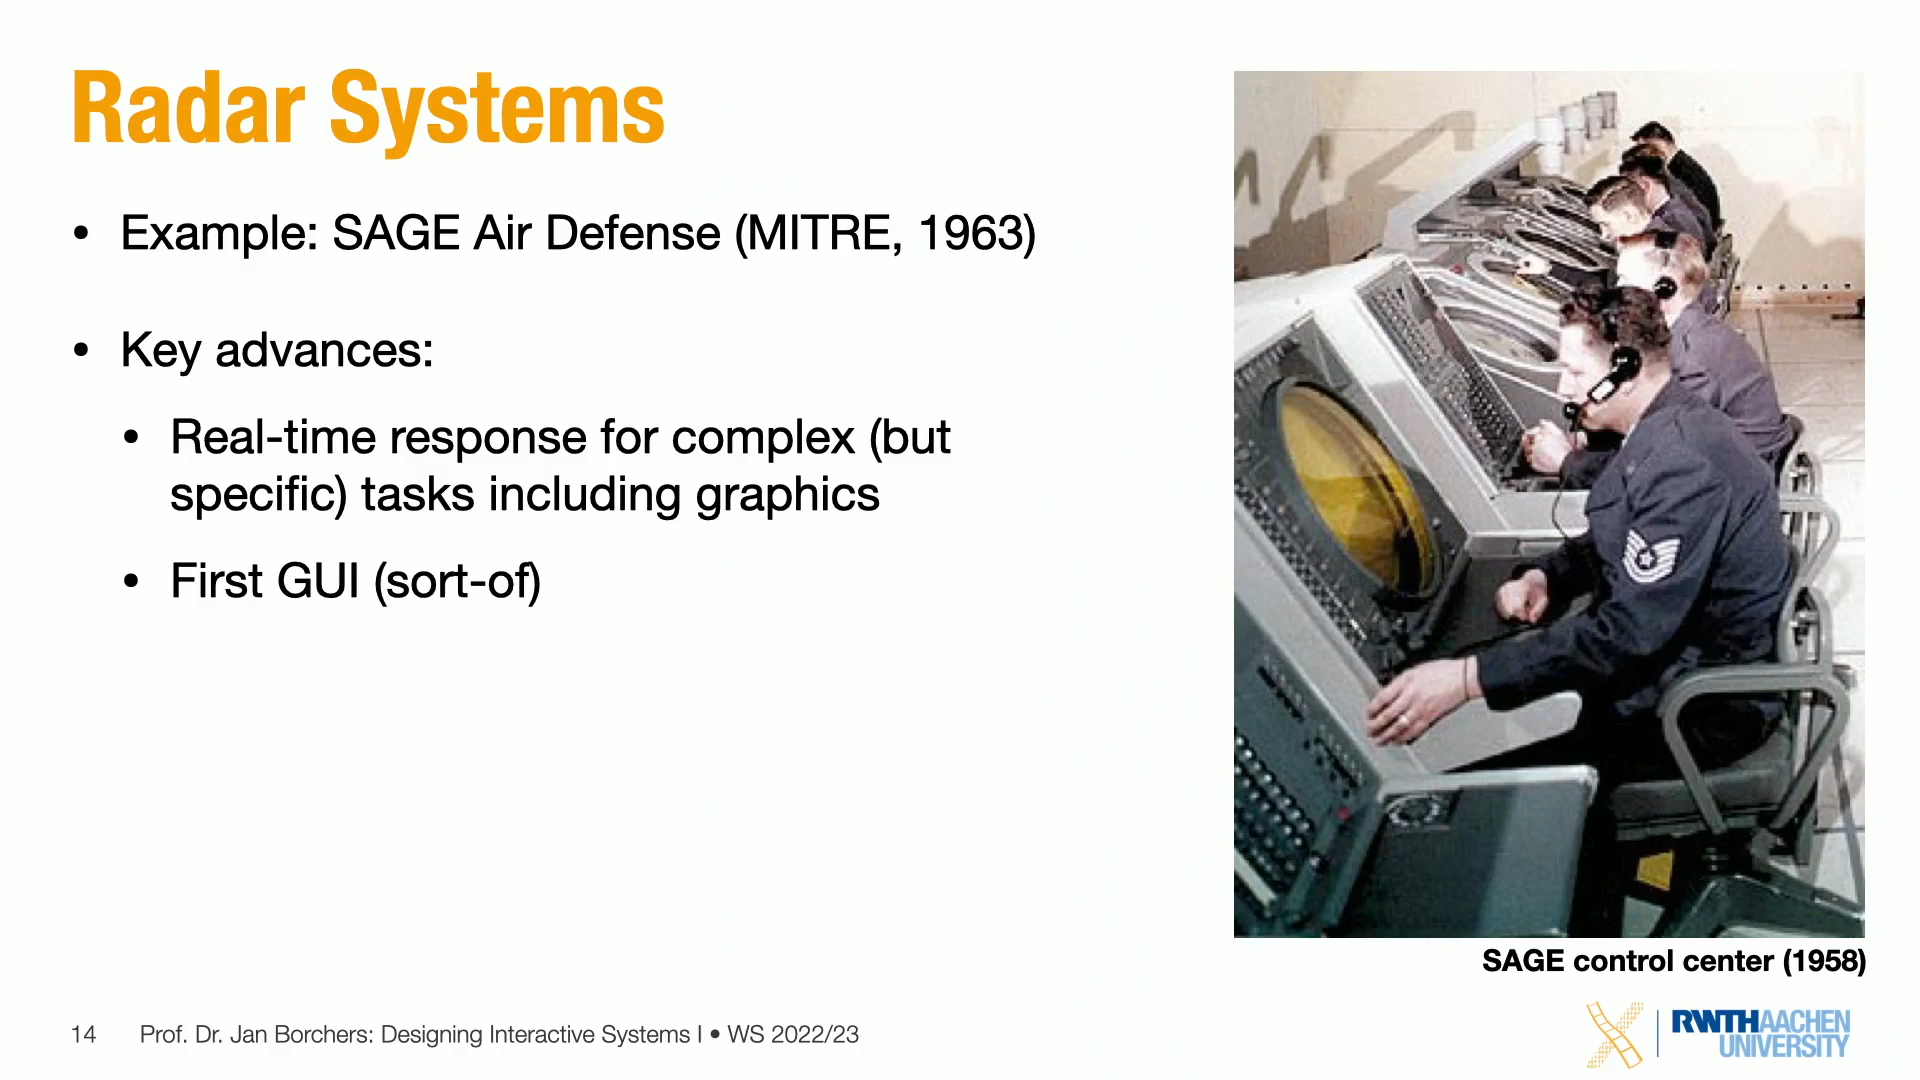 Radar Systems
• Example: SAGE Air Defense (MITRE, 1963)
• Key advances:
• Real-time response for complex (but
specific) tasks including graphics
• First GUI (sort-of)
SAGE control center (1958)
14 Prof. Dr. Jan Borchers: Designing Interactive Systems I • WS 2022/23
RWTHAACHEN
UNIVERSITY